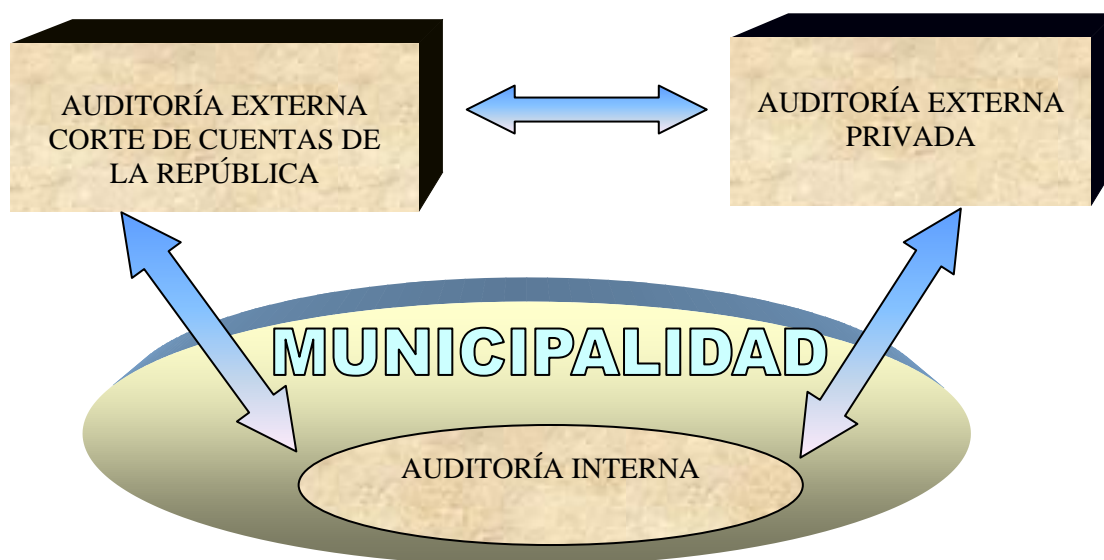 AUDITORÍA EXTERNA
CORTE DE CUENTAS DE
LA REPÚBLICA
AUDITORÍA EXTERNA
PRIVADA
MUNICIPALIDAD
AUDITORÍA INTERNA